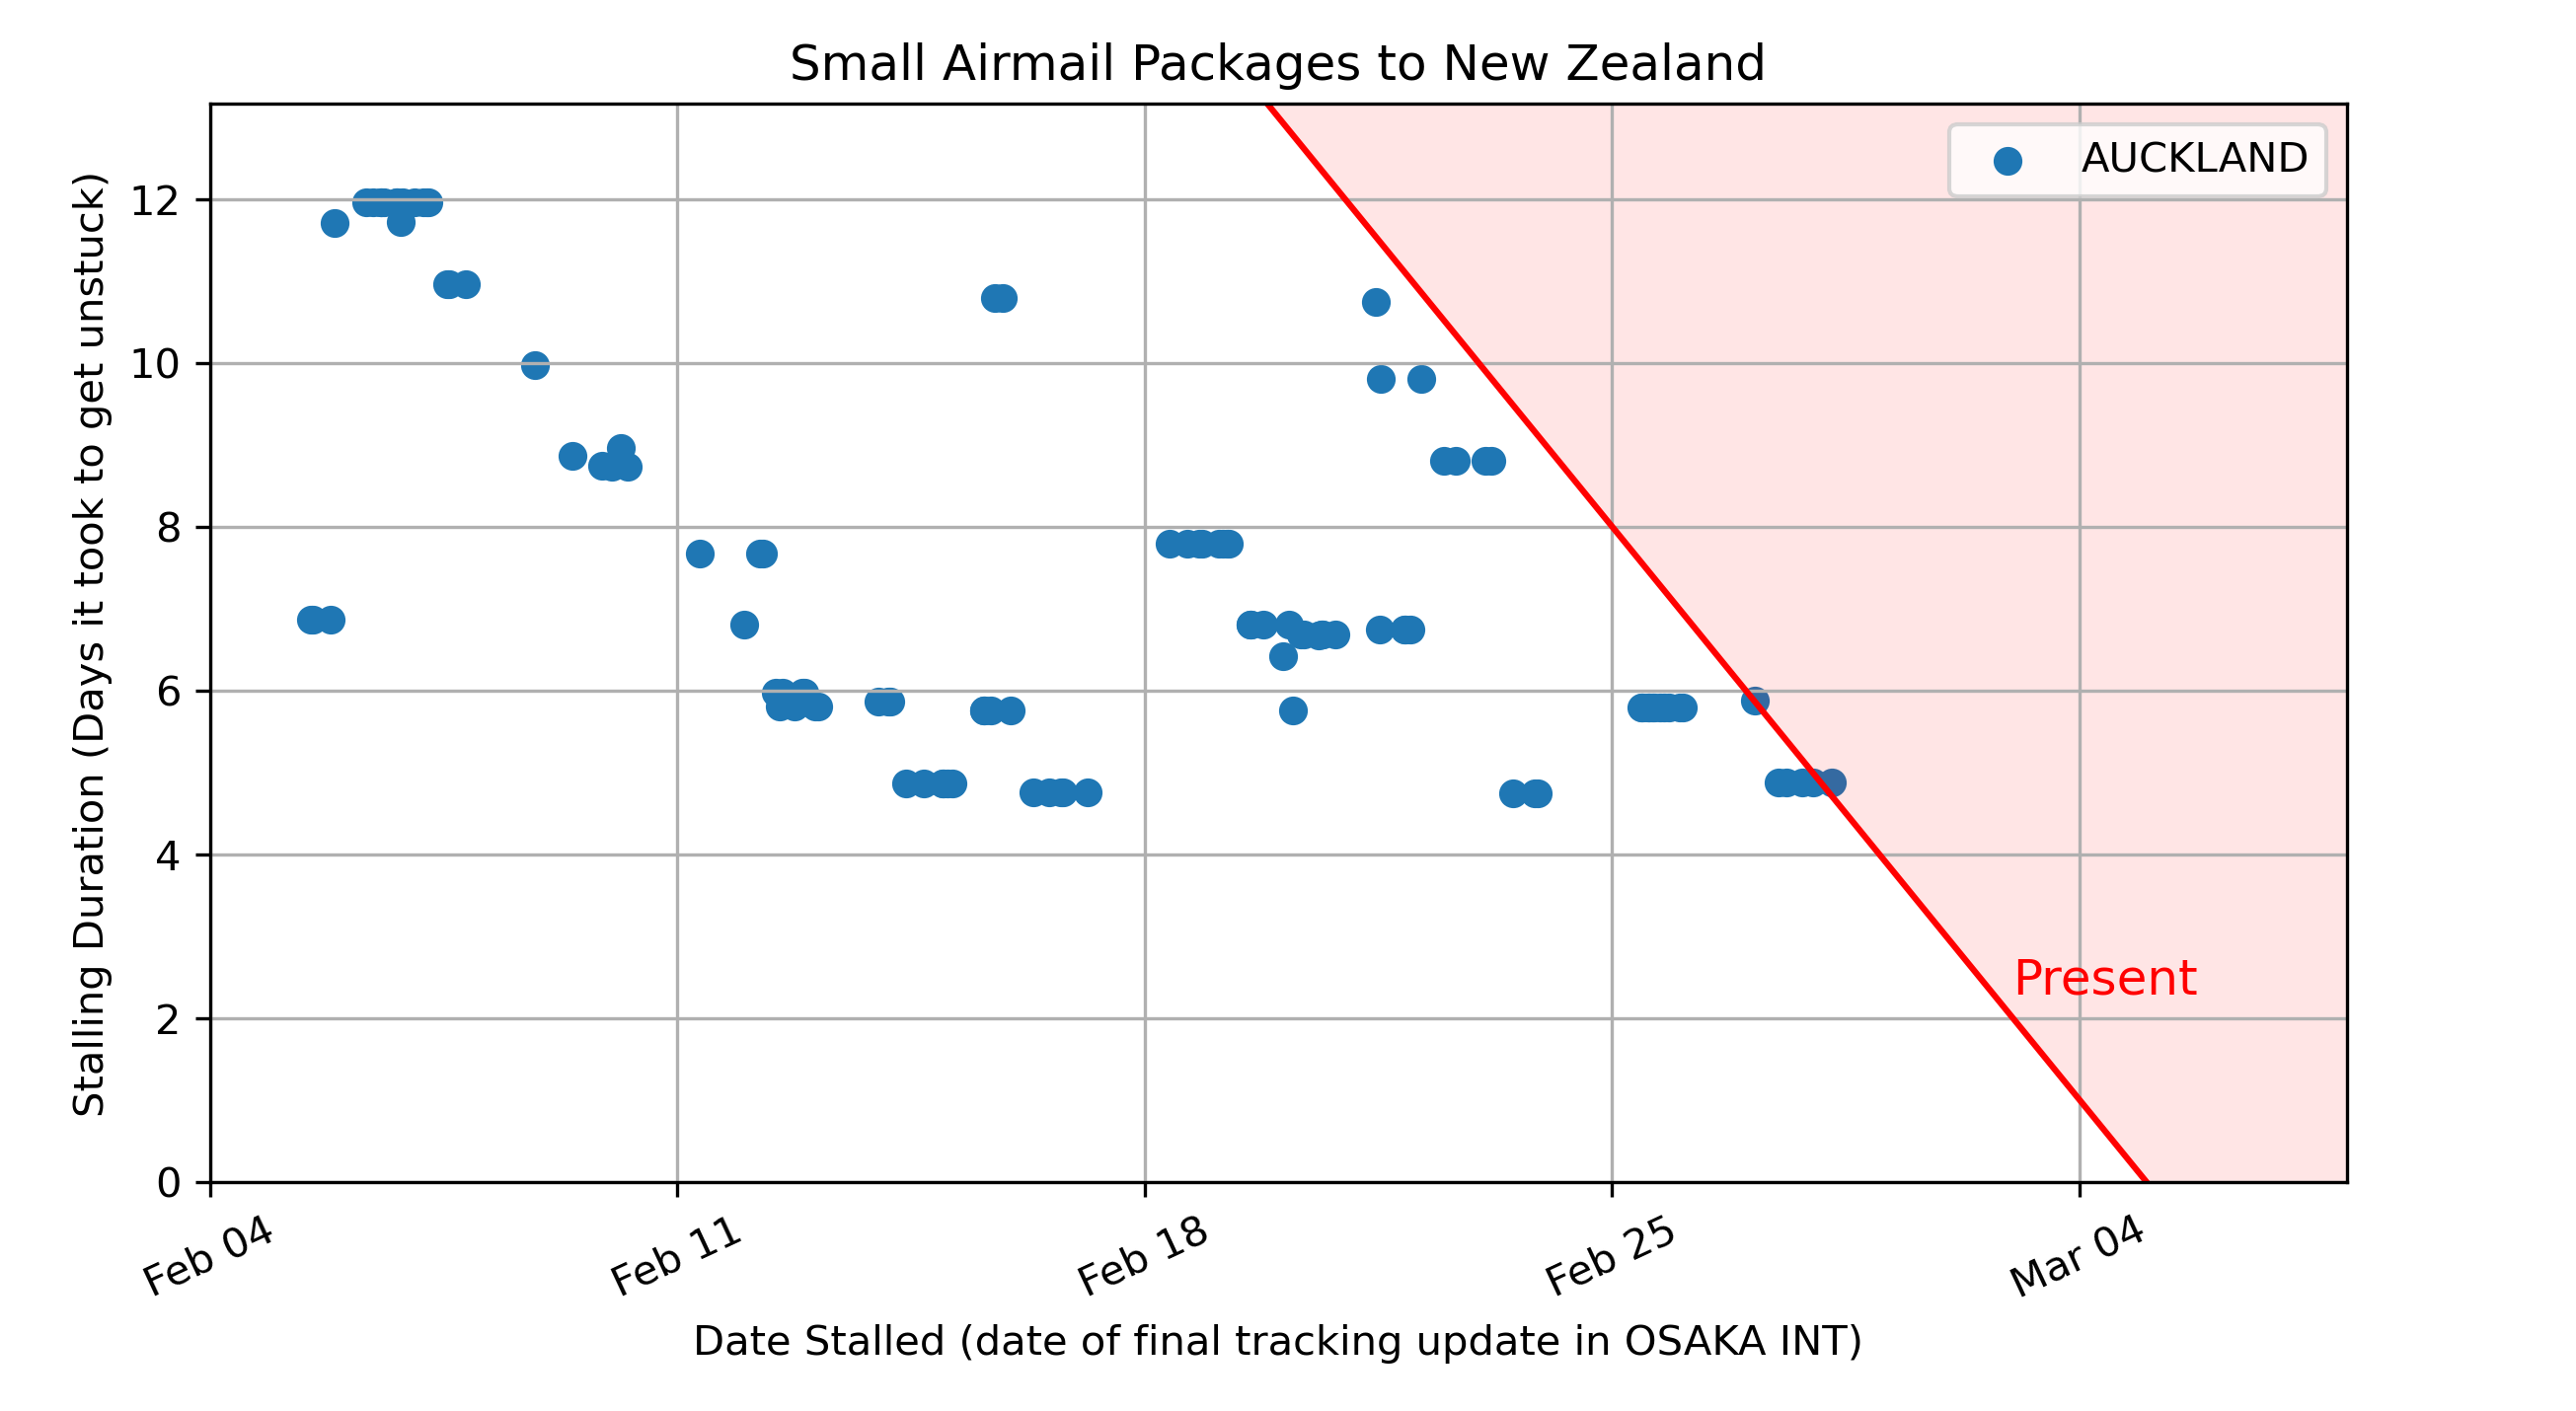 Small Airmail Packages to New Zealand
AUCKLAND
Stalling Duration (Days it took to get unstuck)
12
10
8
6
4
2
0
Present
Feb 04
Feb 11
Feb 18
Feb 25
Mar 04
Date Stalled (date of final tracking update in OSAKA INT)